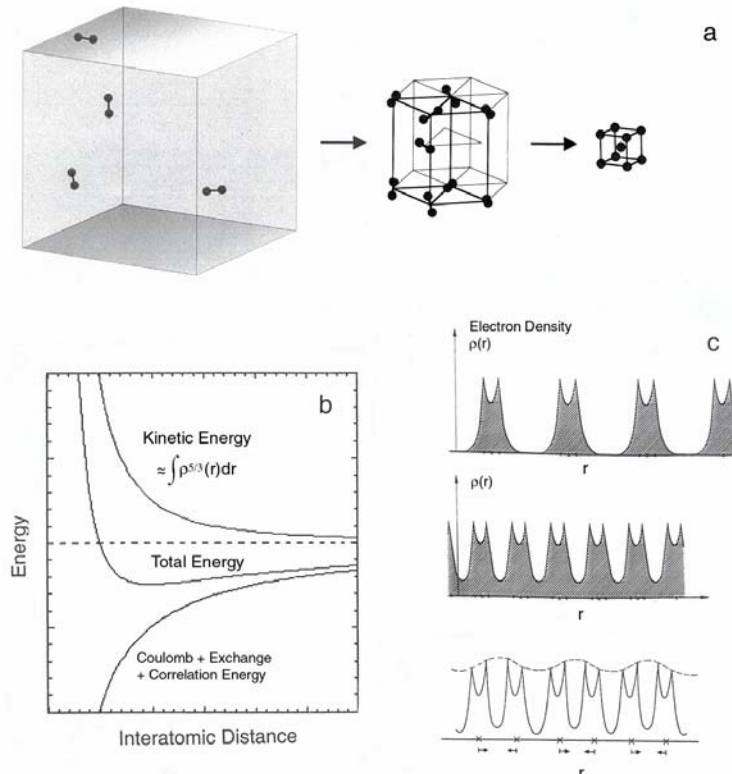 a
b
Kinetic Energy
≈∫ρ⁵/³(r)dr
Total Energy
Coulomb + Exchange
+ Correlation Energy
Energy
Interatomic Distance
Electron Density
ρ(r)
c
r
ρ(r)
r
r